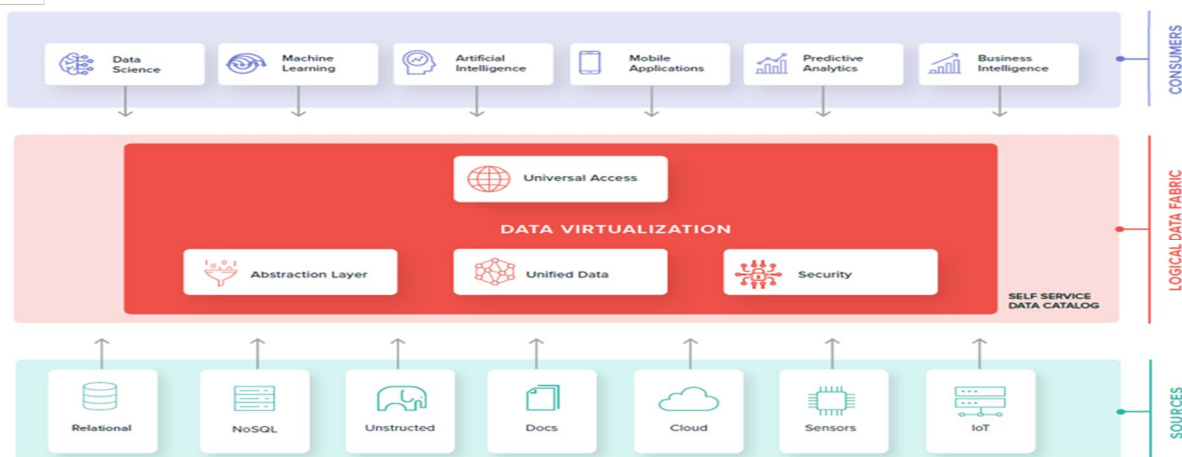 Data
Science
Machine
Learning
Artificial
Intelligence
Mobile
Applications
Predictive
Analytics
Business
Intelligence
CONSUMERS
Universal Access
DATA VIRTUALIZATION
Abstraction Layer
Unified Data
Security
SELF SERVICE
DATA CATALOG
LOGICAL DATA FABRIC
Relational
NoSQL
Unstructed
Docs
Cloud
Sensors
IoT
SOURCES